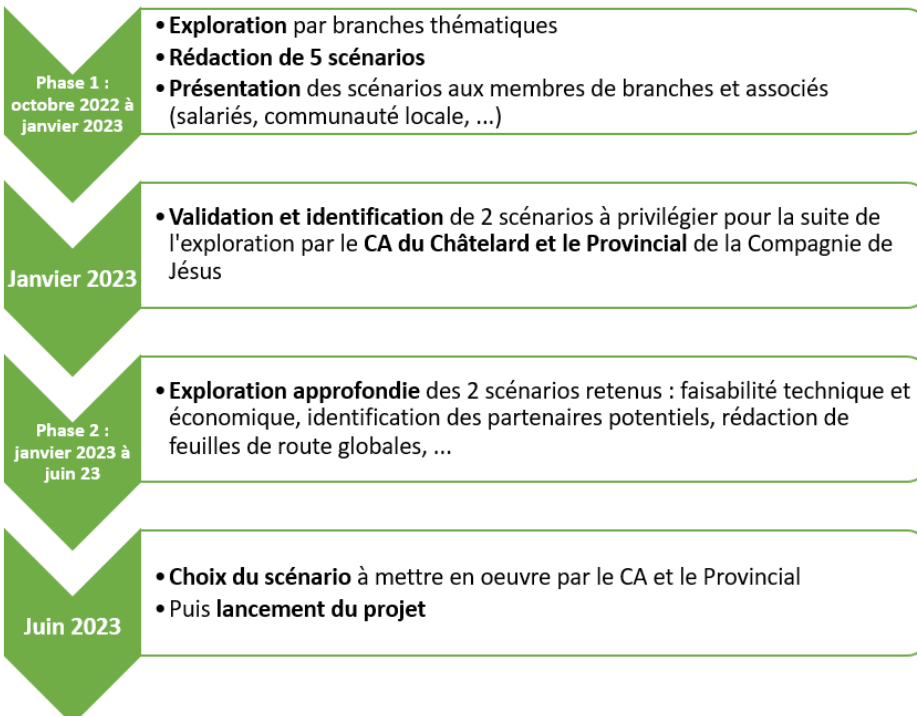 Phase 1 :
octobre 2022 à
janvier 2023
• Exploration par branches thématiques
• Rédaction de 5 scénarios
• Présentation des scénarios aux membres de branches et associés
(salariés, communauté locale, ...)
Janvier 2023
• Validation et identification de 2 scénarios à privilégier pour la suite de
l'exploration par le CA du Châtelard et le Provincial de la Compagnie de
Jésus
Phase 2 :
janvier 2023 à
juin 23
• Exploration approfondie des 2 scénarios retenus : faisabilité technique et
économique, identification des partenaires potentiels, rédaction de
feuilles de route globales, ...
Juin 2023
• Choix du scénario à mettre en oeuvre par le CA et le Provincial
• Puis lancement du projet